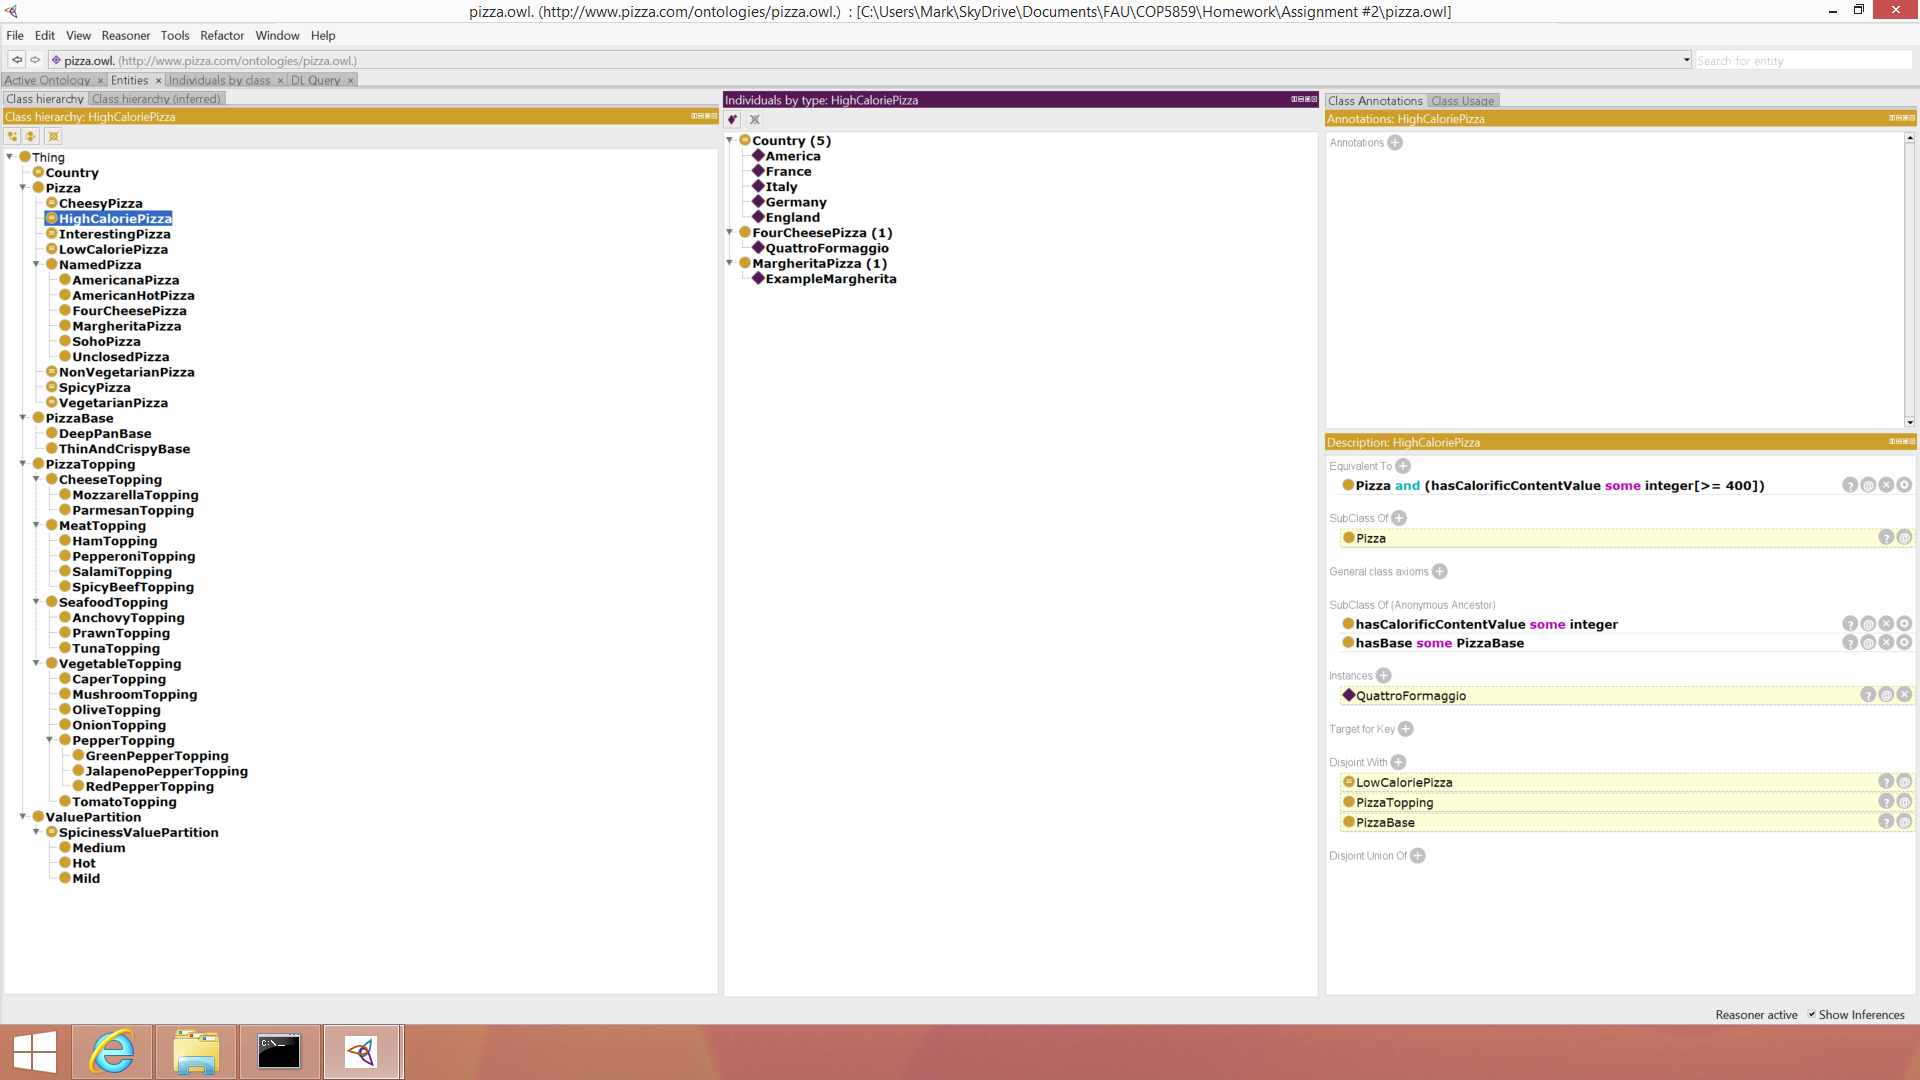 pizza.owl. (http://www.pizza.com/ontologies/pizza.owl.)  : [C:\Users\Mark\SkyDrive\Documents\FAU\COP5859\Homework\Assignment #2\pizza.owl]
File Edit View Reasoner Tools Refactor Window Help
pizza.owl. (http://www.pizza.com/ontologies/pizza.owl.)
Search for entity
Active Ontology × Entities × Individuals by class × DL Query ×
Class hierarchy Class hierarchy (inferred)
Class hierarchy: HighCaloriePizza
Thing
Country
Pizza
CheesyPizza
HighCaloriePizza
InterestingPizza
LowCaloriePizza
NamedPizza
AmericanaPizza
AmericanHotPizza
FourCheesePizza
MargheritaPizza
SohoPizza
UnclosedPizza
NonVegetarianPizza
SpicyPizza
VegetarianPizza
PizzaBase
DeepPanBase
ThinAndCrispyBase
PizzaTopping
CheeseTopping
MozzarellaTopping
ParmesanTopping
MeatTopping
HamTopping
PepperoniTopping
SalamiTopping
SpicyBeefTopping
SeafoodTopping
AnchovyTopping
PrawnTopping
TunaTopping
VegetableTopping
CaperTopping
MushroomTopping
OliveTopping
OnionTopping
PepperTopping
GreenPepperTopping
JalapenoPepperTopping
RedPepperTopping
TomatoTopping
ValuePartition
SpicinessValuePartition
Medium
Hot
Mild
Individuals by type: HighCaloriePizza
Country (5)
America
France
Italy
Germany
England
FourCheesePizza (1)
QuattroFormaggio
MargheritaPizza (1)
ExampleMargherita
Class Annotations Class Usage
Annotations: HighCaloriePizza
Annotations
Description: HighCaloriePizza
Equivalent To
Pizza and (hasCalorificContentValue some integer[>= 400])
SubClass Of
Pizza
General class axioms
SubClass Of (Anonymous Ancestor)
hasCalorificContentValue some integer
hasBase some PizzaBase
Instances
QuattroFormaggio
Target for Key
Disjoint With
LowCaloriePizza
PizzaTopping
PizzaBase
Disjoint Union Of
Reasoner active Show Inferences